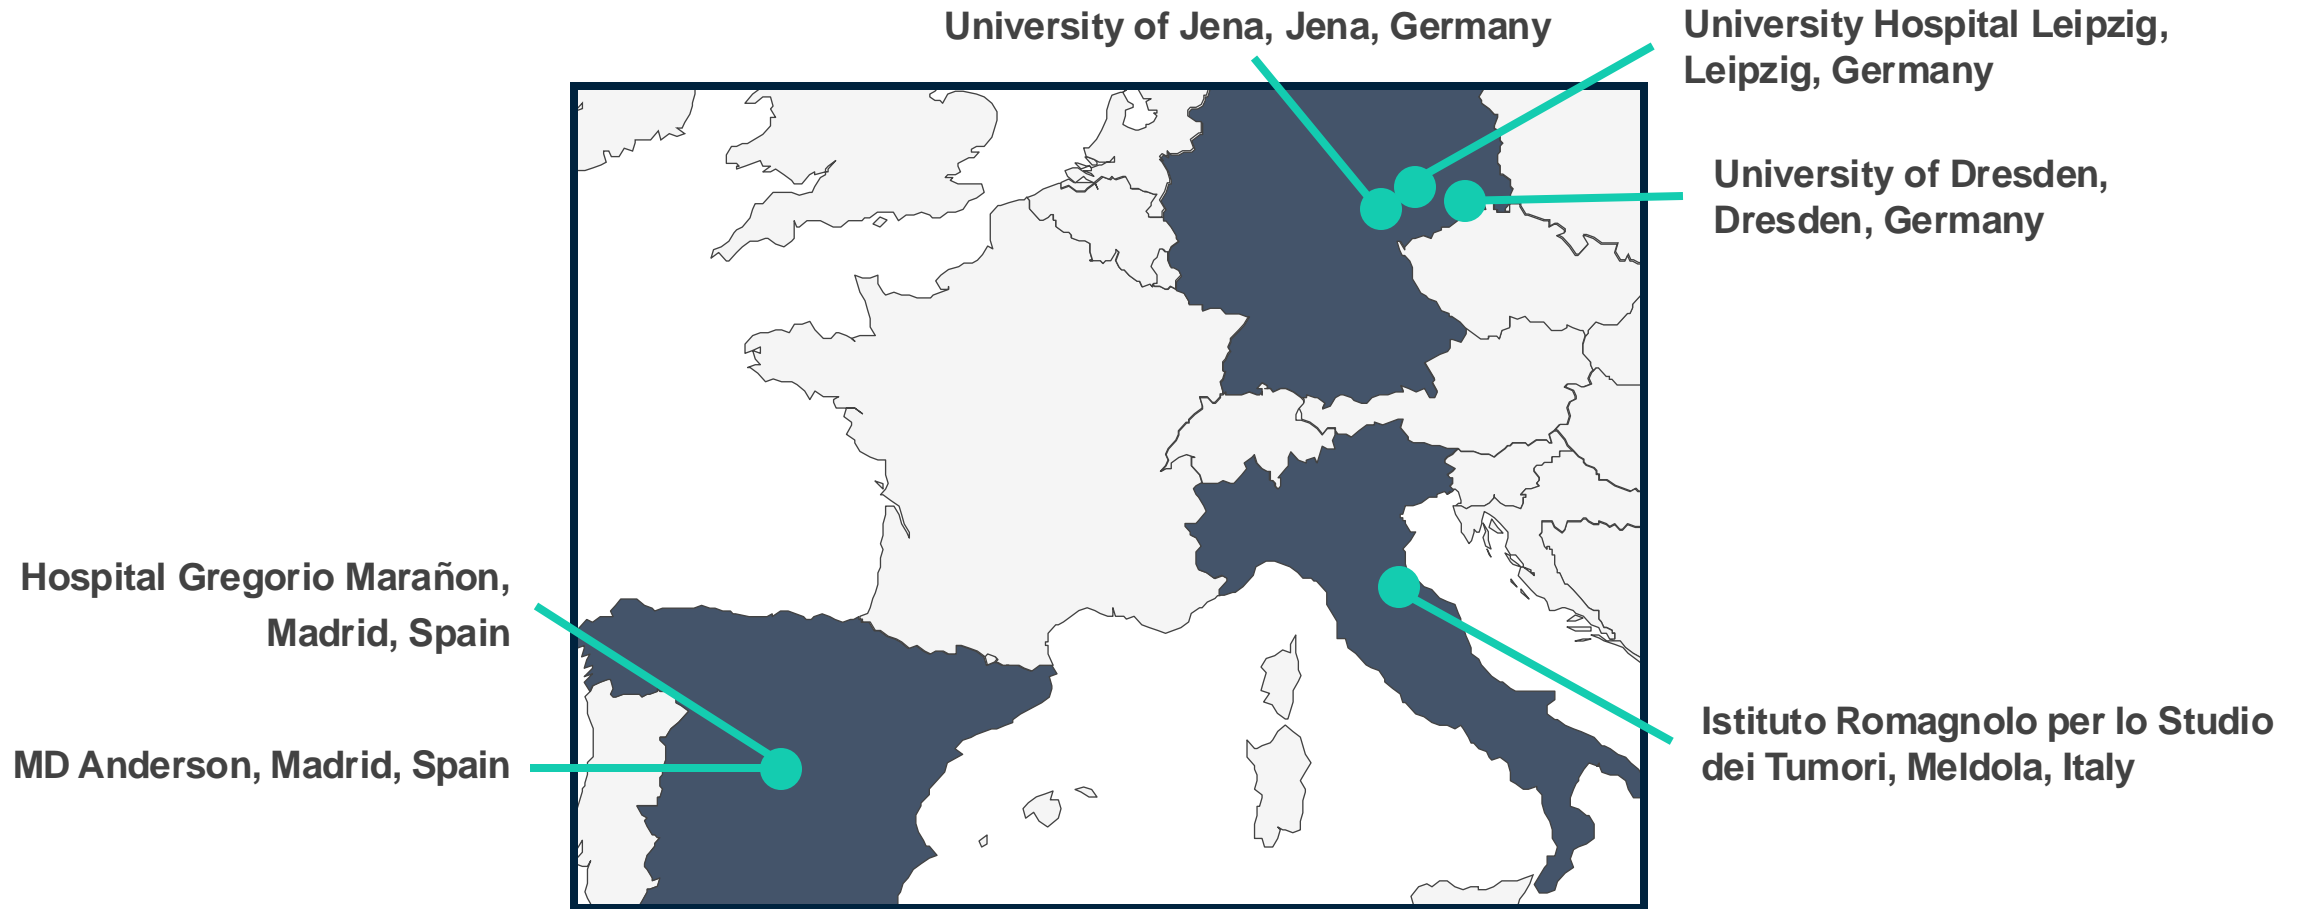 University of Jena, Jena, Germany
University Hospital Leipzig,
Leipzig, Germany
University of Dresden,
Dresden, Germany
Hospital Gregorio Marañon,
Madrid, Spain
MD Anderson, Madrid, Spain
Istituto Romagnolo per lo Studio
dei Tumori, Meldola, Italy